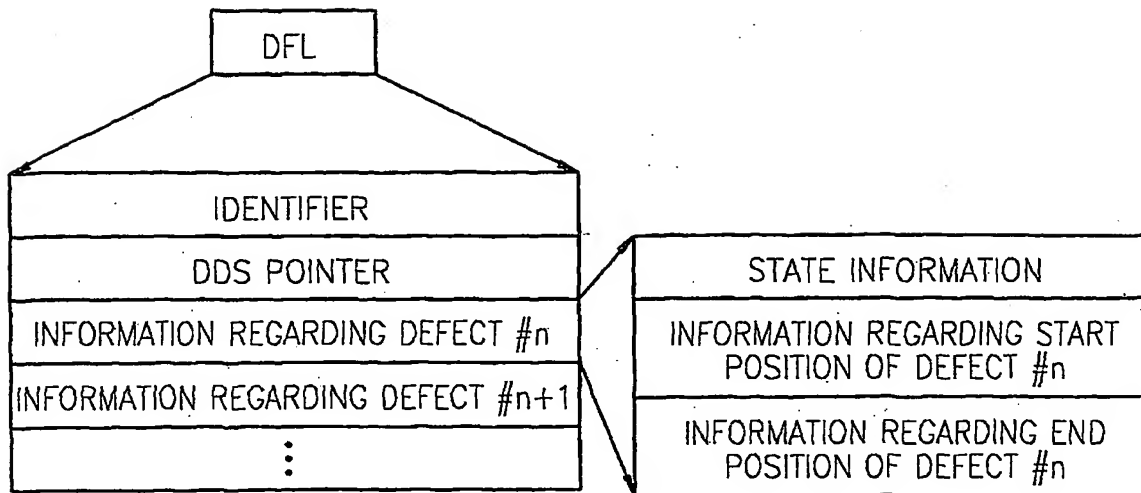 DFL
IDENTIFIER
DDS POINTER
INFORMATION REGARDING DEFECT #n
INFORMATION REGARDING DEFECT #n+1
⋮
STATE INFORMATION
INFORMATION REGARDING START
POSITION OF DEFECT #n
INFORMATION REGARDING END
POSITION OF DEFECT #n